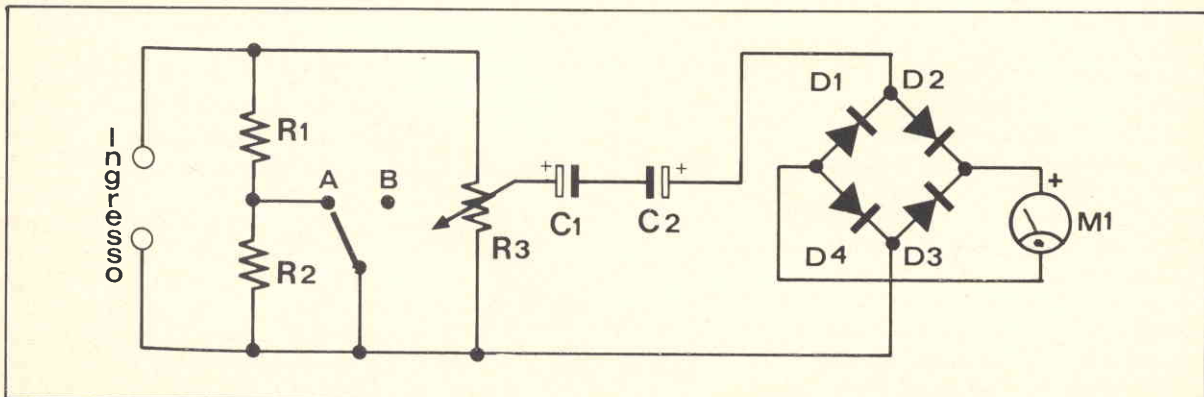 Ingresso
R1
R2
A
B
R3
+
C1
C2
+
D1
D2
D4
D3
+
M1